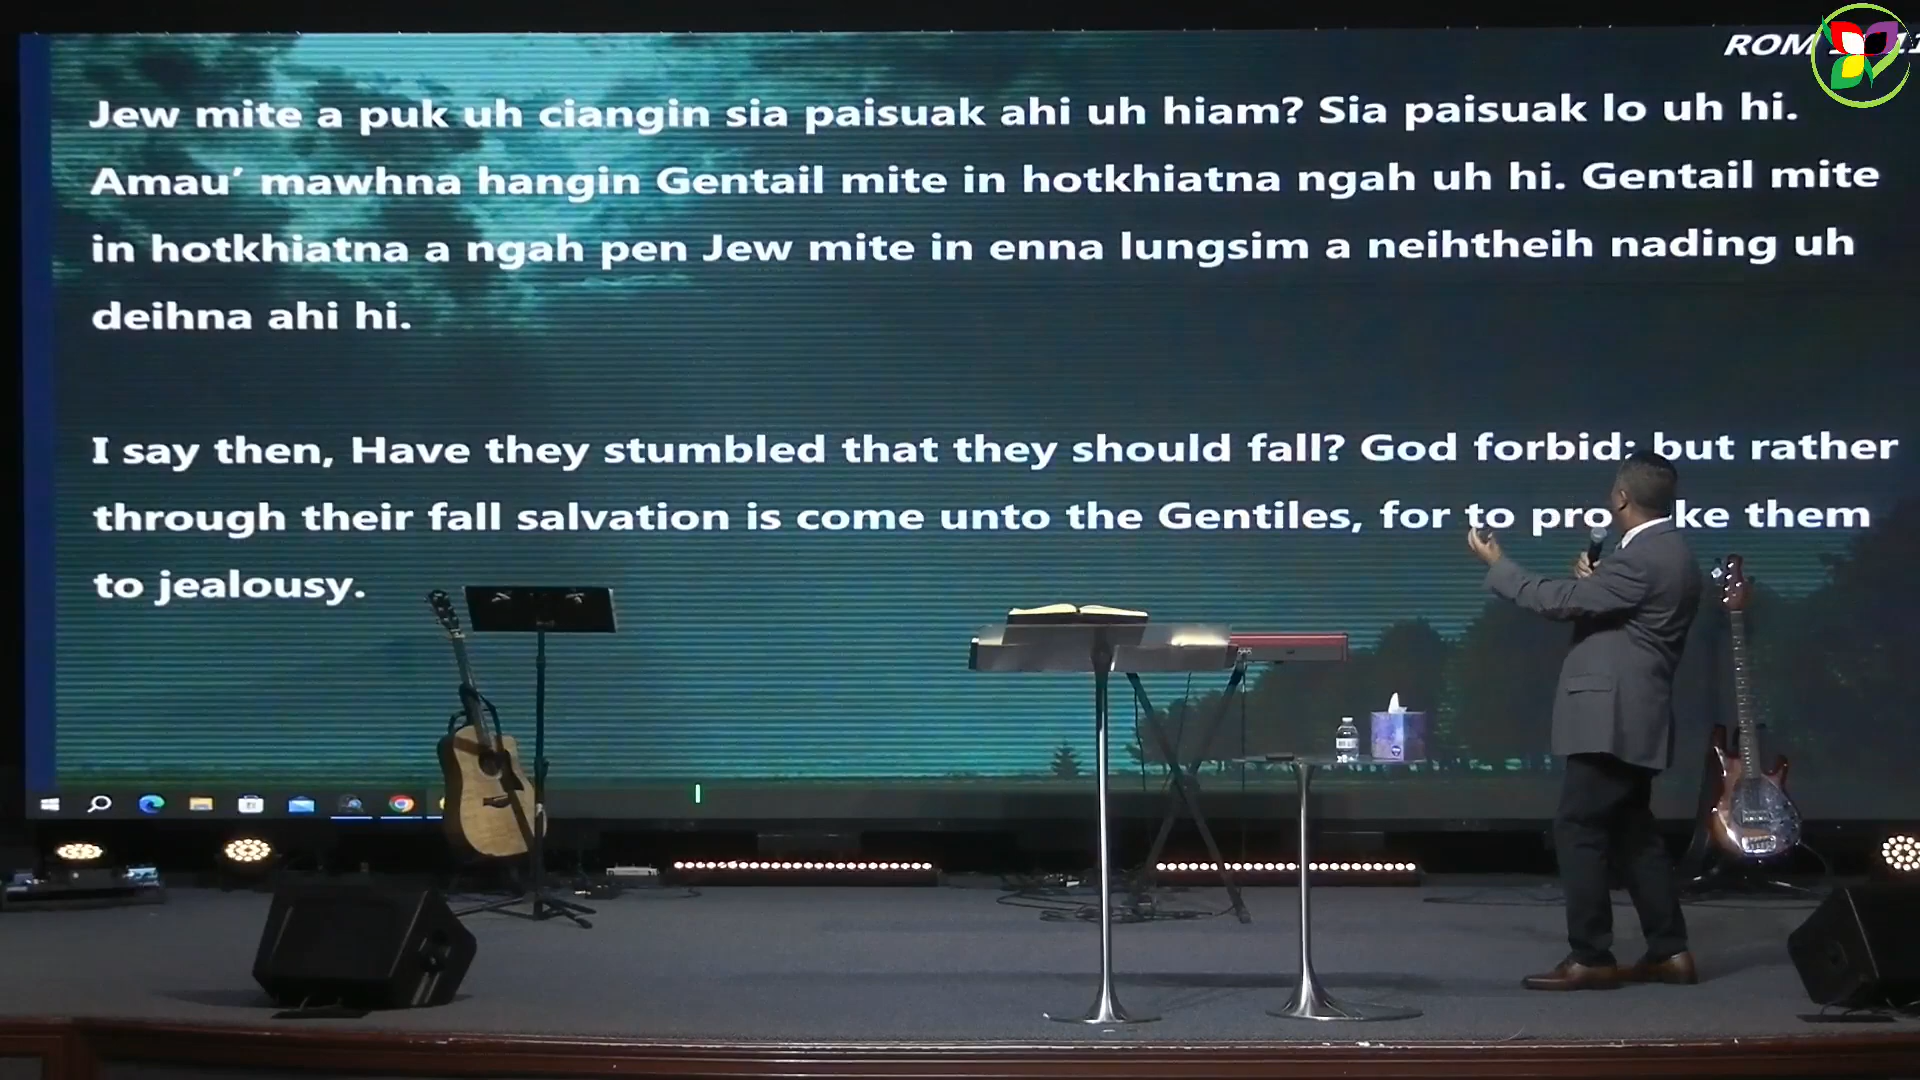 ROM
Jew mite a puk uh ciangin sia paisuak ahi uh hiam? Sia paisuak lo uh hi.
Amau’ mawhna hangin Gentail mite in hotkhiatna ngah uh hi. Gentail mite
in hotkhiatna a ngah pen Jew mite in enna lungsim a neihtheih nading uh
deihna ahi hi.
I say then, Have they stumbled that they should fall? God forbid: but rather
through their fall salvation is come unto the Gentiles, for to pro ke them
to jealousy.